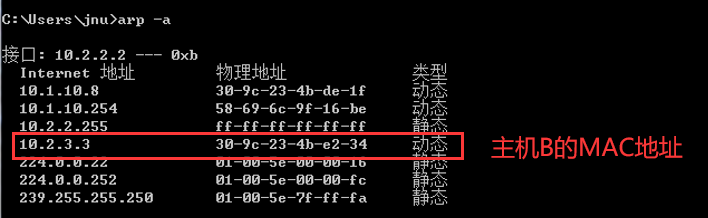 C:\Users\jnu>arp -a
接口: 10.2.2.2 --- 0xb
Internet 地址 物理地址 类型
10.1.10.8 30-9c-23-4b-de-1f 动态
10.1.10.254 58-69-6c-9f-16-be 动态
10.2.2.255 ff-ff-ff-ff-ff-ff 静态
10.2.3.3 30-9c-23-4b-e2-34 动态 主机B的MAC地址
224.0.0.22 01-00-5e-00-00-16 静态
224.0.0.252 01-00-5e-00-00-fc 静态
239.255.255.250 01-00-5e-7f-ff-fa 静态